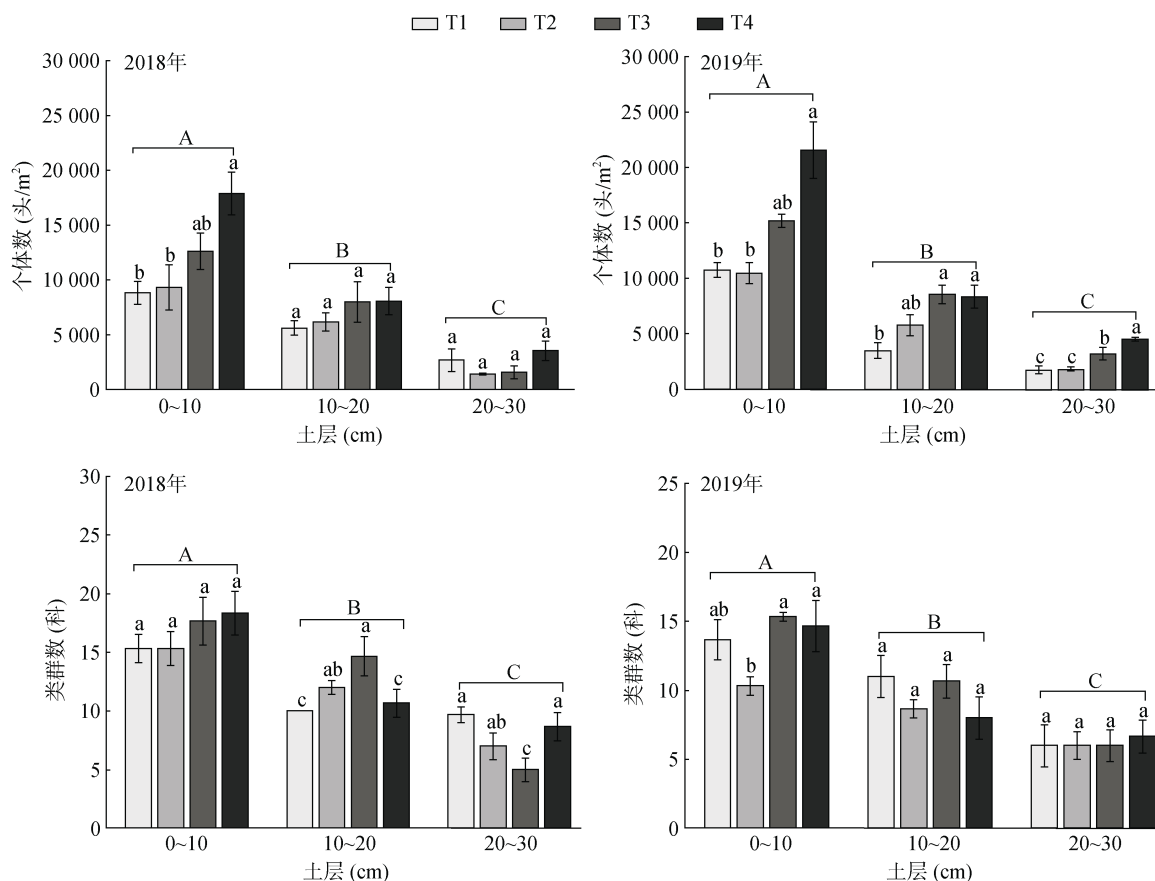 T1 T2 T3 T4
2018年
个体数 (头/m²)
30 000
25 000
20 000
15 000
10 000
5 000
0
A
b b ab a
B
a a a a
C
a a a a
0~10 10~20 20~30
土层 (cm)
2019年
个体数 (头/m²)
30 000
25 000
20 000
15 000
10 000
5 000
0
A
b b ab a
B
b ab a a
C
c c b a
0~10 10~20 20~30
土层 (cm)
2018年
类群数 (科)
30
25
20
15
10
5
0
A
a a a a
B
c ab a c
C
a ab c a
0~10 10~20 20~30
土层 (cm)
2019年
类群数 (科)
25
20
15
10
5
0
A
ab b a a
B
a a a a
C
a a a a
0~10 10~20 20~30
土层 (cm)